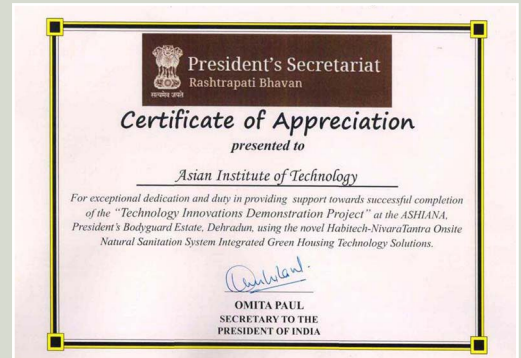 President's Secretariat
Rashtrapati Bhavan
सत्यमेव जयते
Certificate of Appreciation
presented to
Asian Institute of Technology
For exceptional dedication and duty in providing support towards successful completion
of the "Technology Innovations Demonstration Project" at the ASHIANA,
President's Bodyguard Estate, Dehradun, using the novel Habitech-NivaraTantra Onsite
Natural Sanitation System Integrated Green Housing Technology Solutions.
OMITA PAUL
SECRETARY TO THE
PRESIDENT OF INDIA